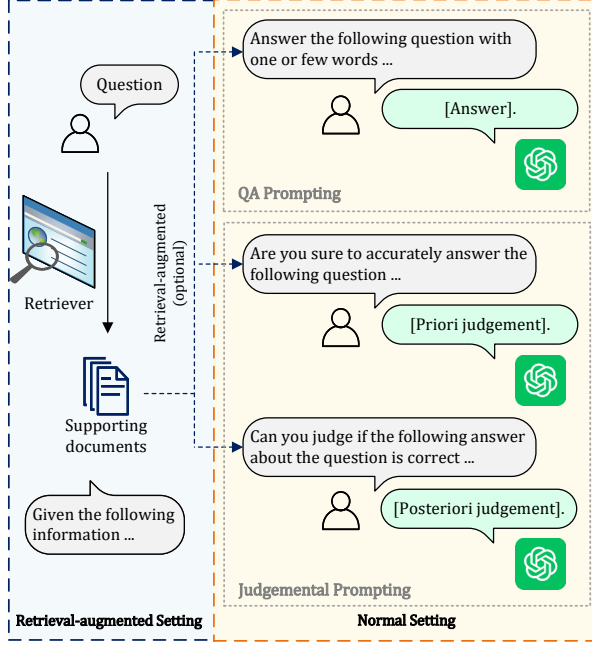 Question
Retriever
Supporting
documents
Given the following
information ...
Retrieval-augmented Setting
Retrieval-augmented
(optional)
Answer the following question with
one or few words ...
[Answer].
QA Prompting
Are you sure to accurately answer the
following question ...
[Priori judgement].
Can you judge if the following answer
about the question is correct ...
[Posteriori judgement].
Judgemental Prompting
Normal Setting